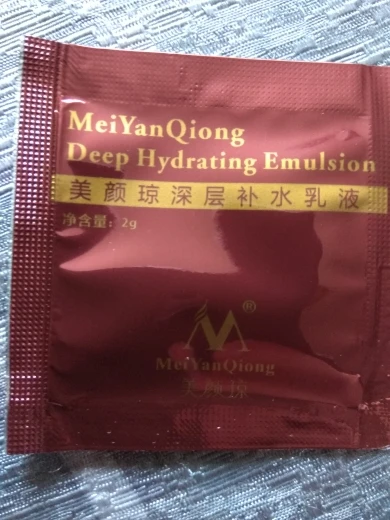 MeiYanQiong
Deep Hydrating Emulsion
美颜琼深层补水乳液
净含量：2g
®
MeiYanQiong
美颜琼